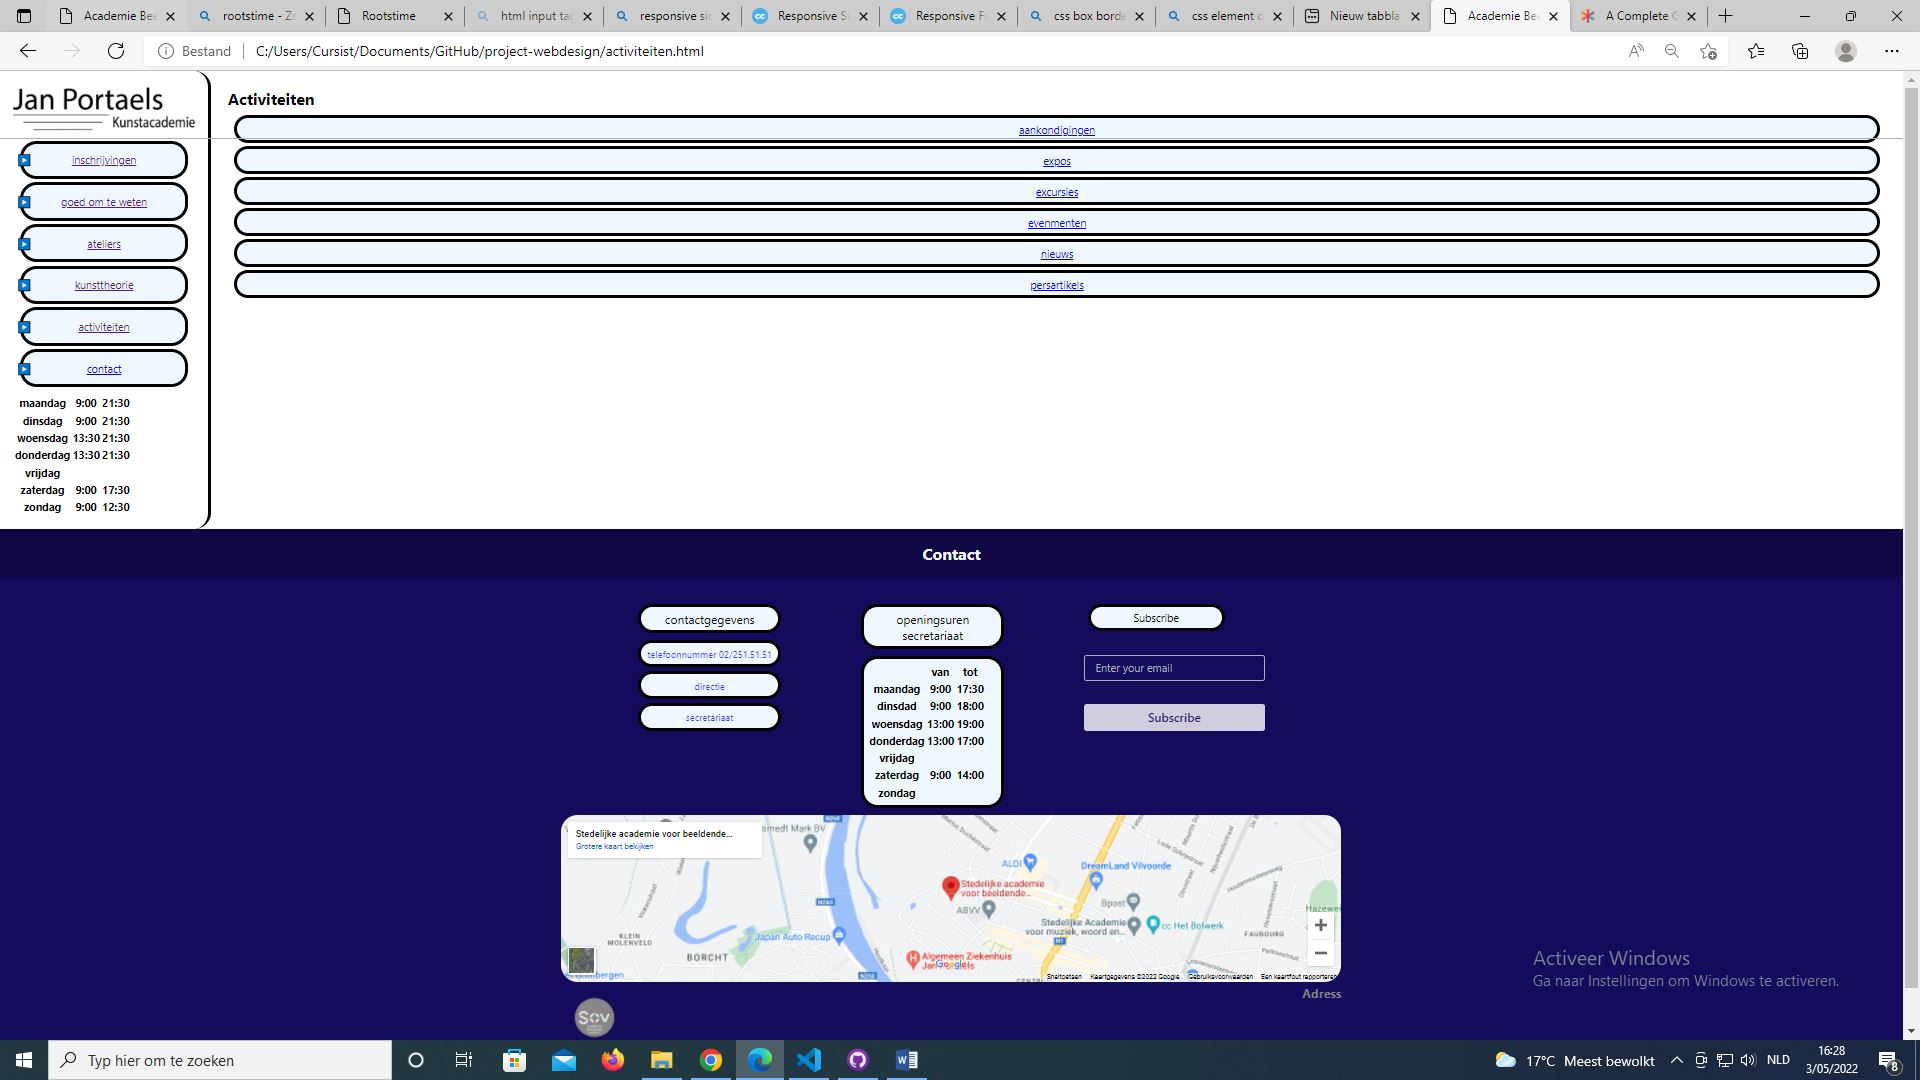 Academie Bee
rootstime - Zo
Rootstime
html input tag
responsive sid
Responsive Si
Responsive Fo
css box borde
css element c
Nieuw tabbla
Academie Bee
A Complete G
Bestand
C:/Users/Cursist/Documents/GitHub/project-webdesign/activiteiten.html
Jan Portaels
Kunstacademie
inschrijvingen
goed om te weten
ateliers
kunsttheorie
activiteiten
contact
maandag 9:00 21:30
dinsdag 9:00 21:30
woensdag 13:30 21:30
donderdag 13:30 21:30
vrijdag
zaterdag 9:00 17:30
zondag 9:00 12:30
Activiteiten
aankondigingen
expos
excursies
evenmenten
nieuws
persartikels
Contact
contactgegevens
telefoonnummer 02/251.51.51
directie
secretariaat
openingsuren
secretariaat
van tot
maandag 9:00 17:30
dinsdad 9:00 18:00
woensdag 13:00 19:00
donderdag 13:00 17:00
vrijdag
zaterdag 9:00 14:00
zondag
Subscribe
Enter your email
Subscribe
Stedelijke academie voor beeldende...
Grotere kaart bekijken
smedt Mark BV
ALDI
DreamLand Vilvoorde
Stedelijke academie
voor beeldende...
ABVV
Bpost
Stedelijke Academie
voor muziek, woord en...
cc Het Bolwerk
Hazewe
FAUBOURG
KLEIN
MOLENVELD
BORCHT
Japan Auto Recup
Algemeen Ziekenhuis
Google
Sneltoetsen
Kaartgegevens ©2022 Google
Gebruiksvoorwaarden
Een kaartfout rapporteren
Adress
Scv
Activeer Windows
Ga naar Instellingen om Windows te activeren.
Typ hier om te zoeken
17°C Meest bewolkt
NLD
16:28
3/05/2022
8